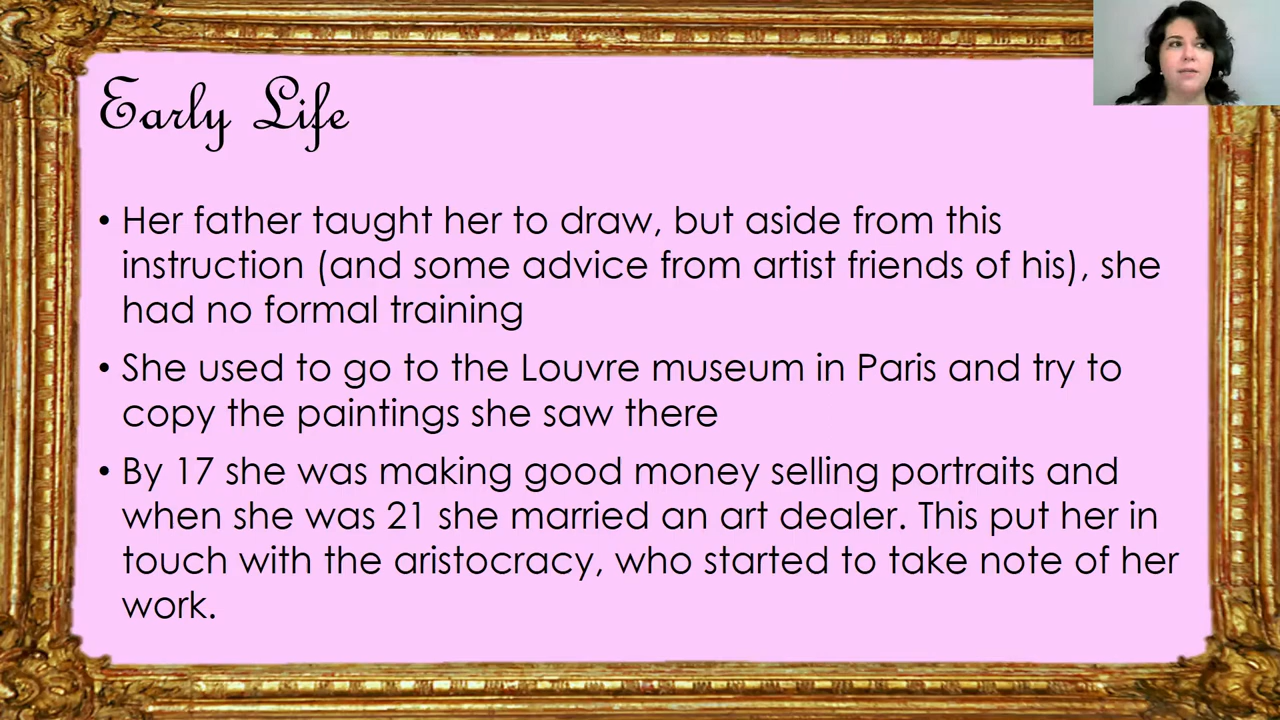 Early Life
• Her father taught her to draw, but aside from this
instruction (and some advice from artist friends of his), she
had no formal training
• She used to go to the Louvre museum in Paris and try to
copy the paintings she saw there
• By 17 she was making good money selling portraits and
when she was 21 she married an art dealer. This put her in
touch with the aristocracy, who started to take note of her
work.